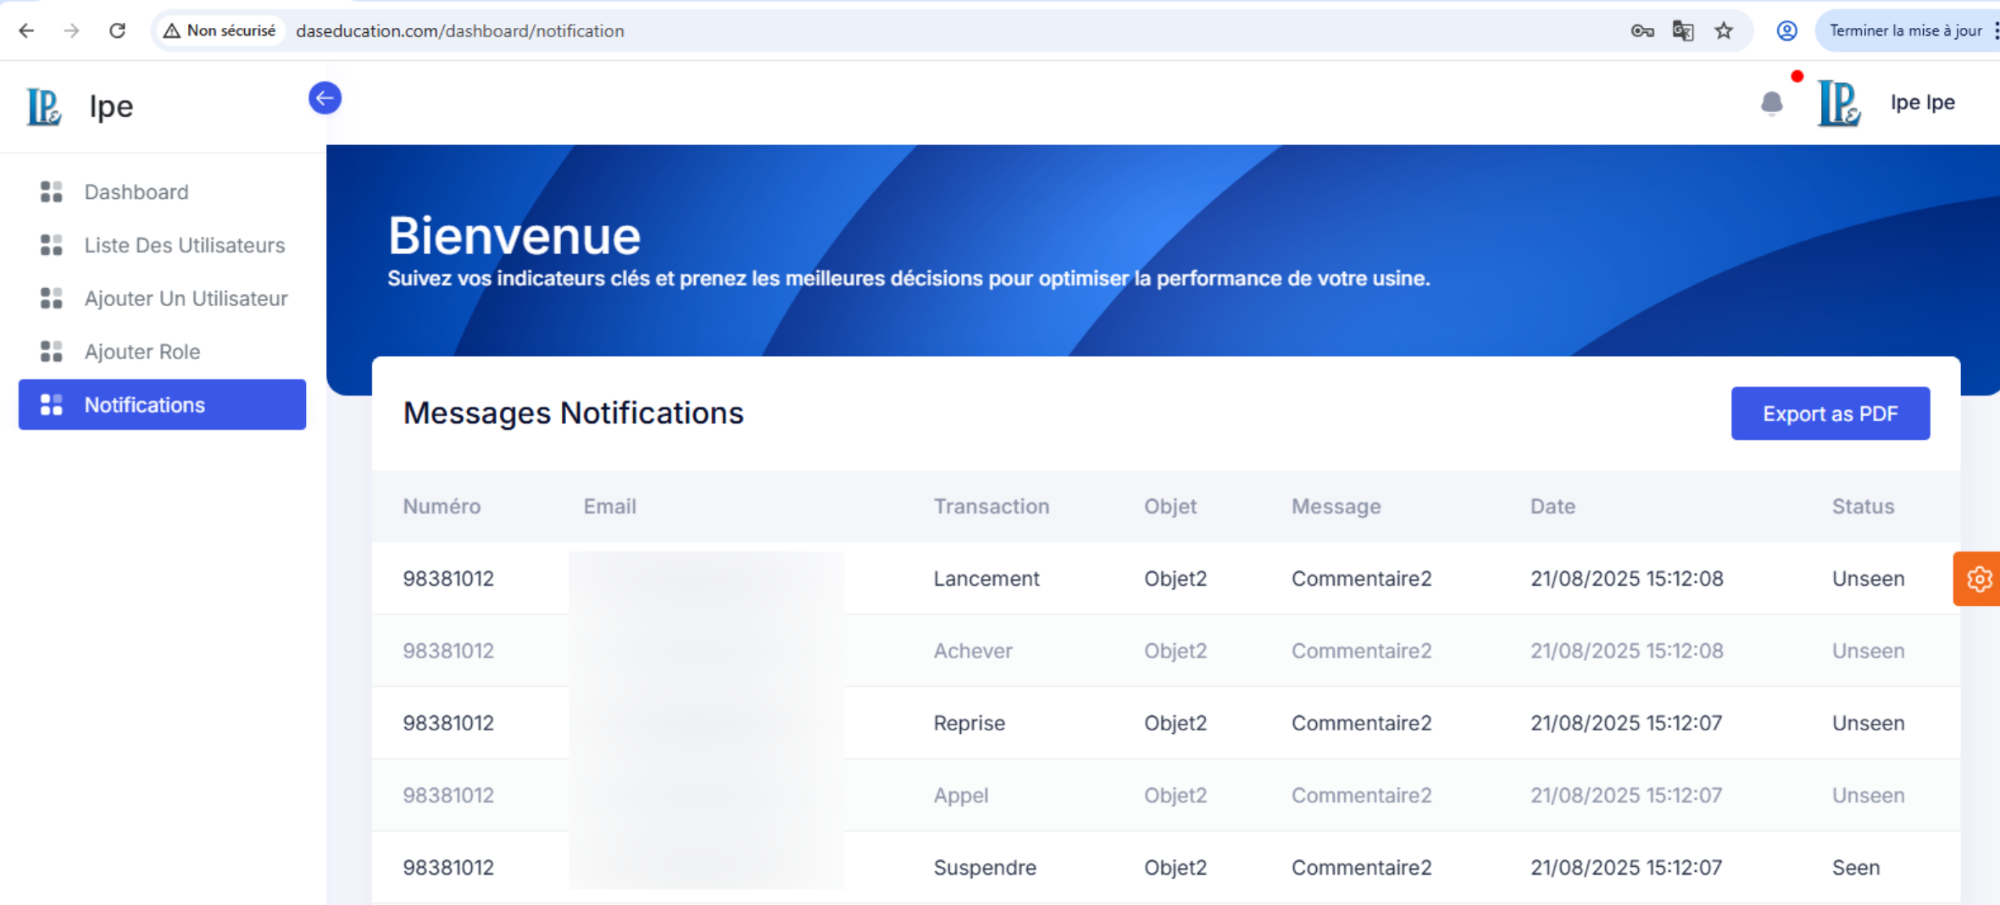 Non sécurisé daseducation.com/dashboard/notification Terminer la mise à jour
LPE Ipe
LPE Ipe Ipe
Dashboard
Liste Des Utilisateurs
Ajouter Un Utilisateur
Ajouter Role
Notifications
Bienvenue
Suivez vos indicateurs clés et prenez les meilleures décisions pour optimiser la performance de votre usine.
Messages Notifications Export as PDF
Numéro Email Transaction Objet Message Date Status
98381012 Lancement Objet2 Commentaire2 21/08/2025 15:12:08 Unseen
98381012 Achever Objet2 Commentaire2 21/08/2025 15:12:08 Unseen
98381012 Reprise Objet2 Commentaire2 21/08/2025 15:12:07 Unseen
98381012 Appel Objet2 Commentaire2 21/08/2025 15:12:07 Unseen
98381012 Suspendre Objet2 Commentaire2 21/08/2025 15:12:07 Seen